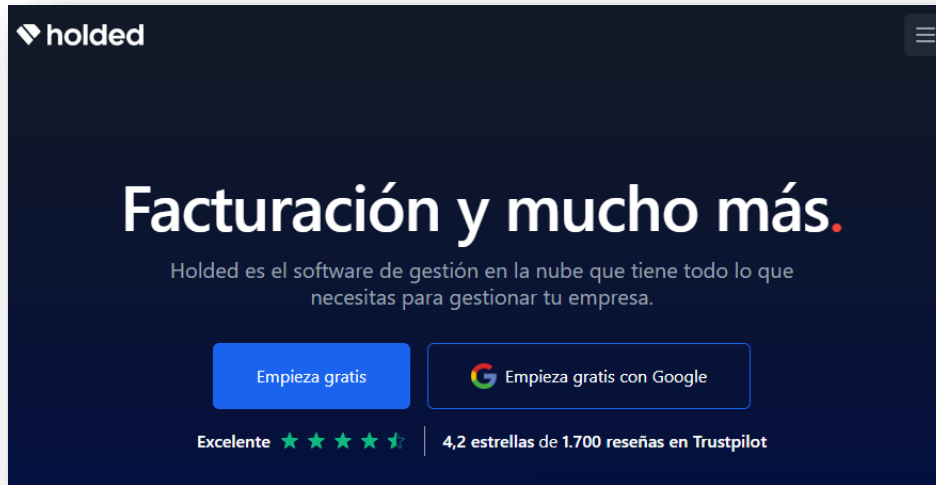 holded
Facturación y mucho más.
Holded es el software de gestión en la nube que tiene todo lo que
necesitas para gestionar tu empresa.
Empieza gratis
Empieza gratis con Google
Excelente
4,2 estrellas de 1.700 reseñas en Trustpilot